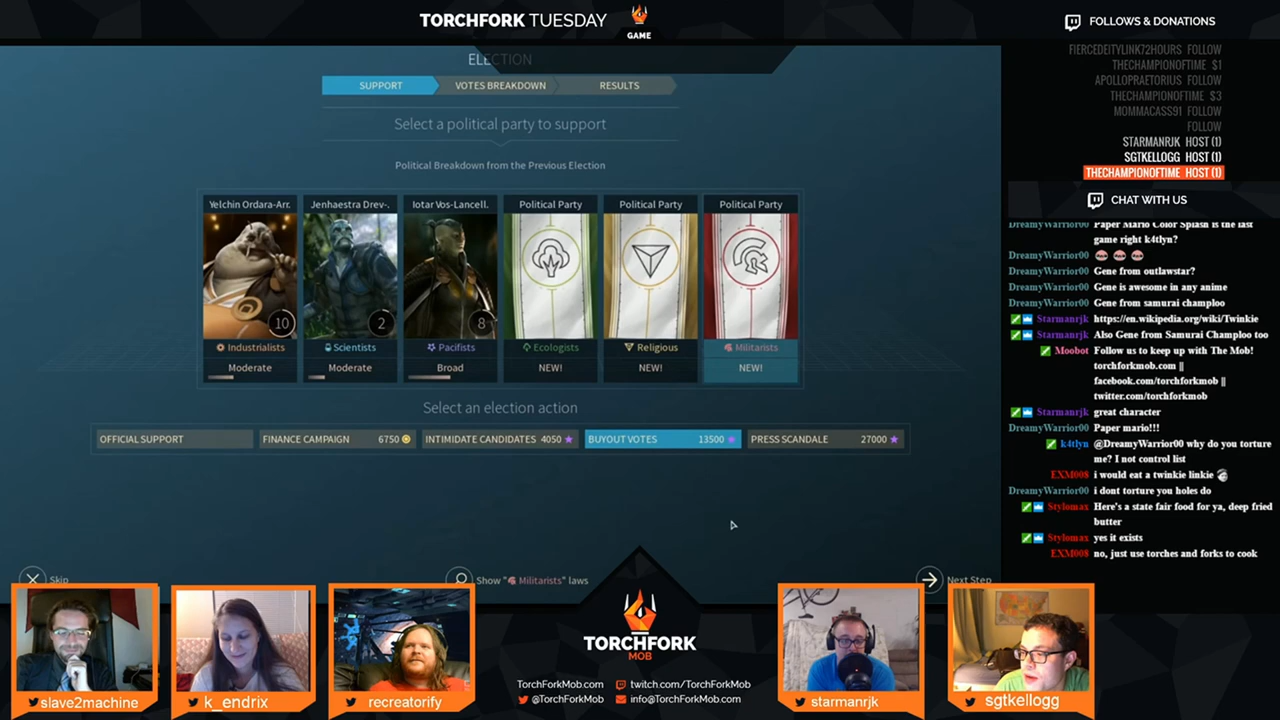 TORCHFORK TUESDAY
GAME
FOLLOWS & DONATIONS
FIERCEDEITYLINK72HOURS FOLLOW
THECHAMPIONOFTIME $1
APOLLOPRAETORIUS FOLLOW
THECHAMPIONOFTIME $3
MOMMACASS91 FOLLOW
FOLLOW
STARMANRJK HOST (1)
SGTKELLOGG HOST (1)
THECHAMPIONOFTIME HOST (1)
CHAT WITH US
DreamyWarrior00 Paper Mario Color Splash is the last
game right k4tlyn?
DreamyWarrior00
DreamyWarrior00 Gene from outlawstar?
DreamyWarrior00 Gene is awesome in any anime
DreamyWarrior00 Gene from samurai champloo
Starmanrjk https://en.wikipedia.org/wiki/Twinkie
Starmanrjk Also Gene from Samurai Champloo too
Moobot Follow us to keep up with The Mob!
torchforkmob.com ||
facebook.com/torchforkmob ||
twitter.com/torchforkmob
Starmanrjk great character
DreamyWarrior00 Paper mario!!!
k4tlyn @DreamyWarrior00 why do you torture
me? I not control list
EXM008 i would eat a twinkie linkie
DreamyWarrior00 i dont torture you holes do
Stylomax Here's a state fair food for ya, deep fried
butter
Stylomax yes it exists
EXM008 no, just use torches and forks to cook
ELECTION
SUPPORT VOTES BREAKDOWN RESULTS
Select a political party to support
Political Breakdown from the Previous Election
Yelchin Ordara-Arr. Jenhaestra Drev-. Iotar Vos-Lancell. Political Party Political Party Political Party
10 2 8
Industrialists Scientists Pacifists Ecologists Religious Militarists
Moderate Moderate Broad NEW! NEW! NEW!
Select an election action
OFFICIAL SUPPORT FINANCE CAMPAIGN 6750 INTIMIDATE CANDIDATES 4050 BUYOUT VOTES 13500 PRESS SCANDALE 27000
Skip Show "Militarists" laws Next Step
TORCHFORK
MOB
TorchForkMob.com twitch.com/TorchForkMob
@TorchForkMob info@TorchForkMob.com
slave2machine k_endrix recreatorify starmanrjk sgtkellogg